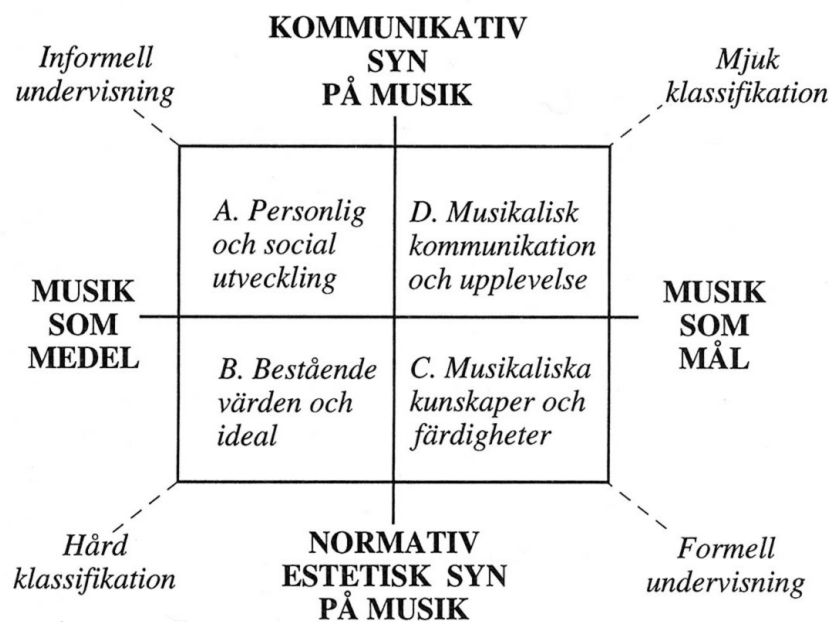 KOMMUNIKATIV
SYN
PÅ MUSIK
Informell
undervisning
Mjuk
klassifikation
A. Personlig
och social
utveckling
D. Musikalisk
kommunikation
och upplevelse
MUSIK
SOM
MEDEL
MUSIK
SOM
MÅL
B. Bestående
värden och
ideal
C. Musikaliska
kunskaper och
färdigheter
Hård
klassifikation
NORMATIV
ESTETISK SYN
PÅ MUSIK
Formell
undervisning